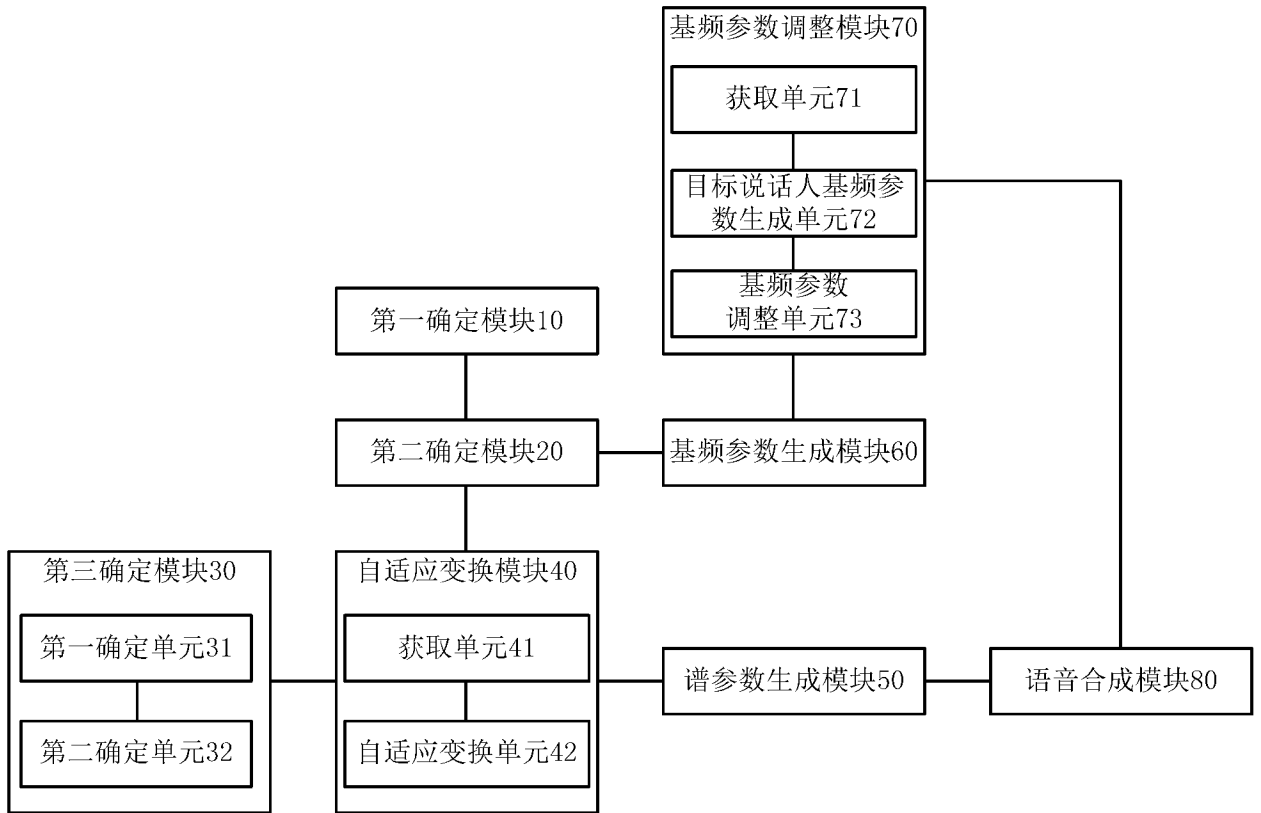 基频参数调整模块70
获取单元71
目标说话人基频参
数生成单元72
基频参数
调整单元73
第一确定模块10
第二确定模块20
基频参数生成模块60
第三确定模块30
第一确定单元31
第二确定单元32
自适应变换模块40
获取单元41
自适应变换单元42
谱参数生成模块50
语音合成模块80